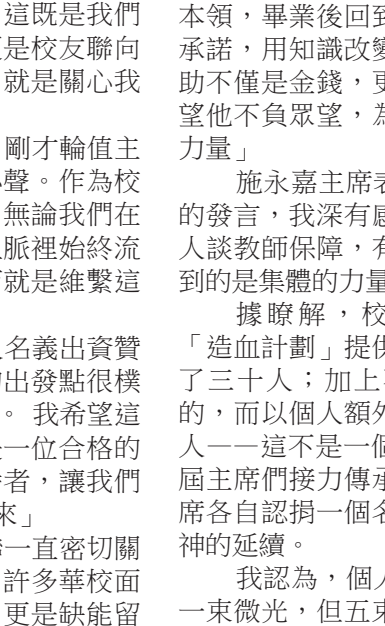 這既是我們
是校友聯向
就是關心我
剛才輪值主
聲。作為校
無論我們在
脈裡始終流
就是維繫這
名義出資贊
出發點很樸
。我希望這
一位合格的
者,讓我們
來」
一直密切關
許多華校面
更是缺能留
本領,畢業後回到
承諾,用知識改變
助不僅是金錢,更
望他不負眾望,為
力量」
施永嘉主席表
的發言,我深有感
人談教師保障,有
到的是集體的力量
據瞭解,校
「造血計劃」提供
了三十人;加上
的,而以個人額外
人——這不是一個
屆主席們接力傳承
席各自認捐一個名
神的延續。
我認為,個人
一束微光,但五束